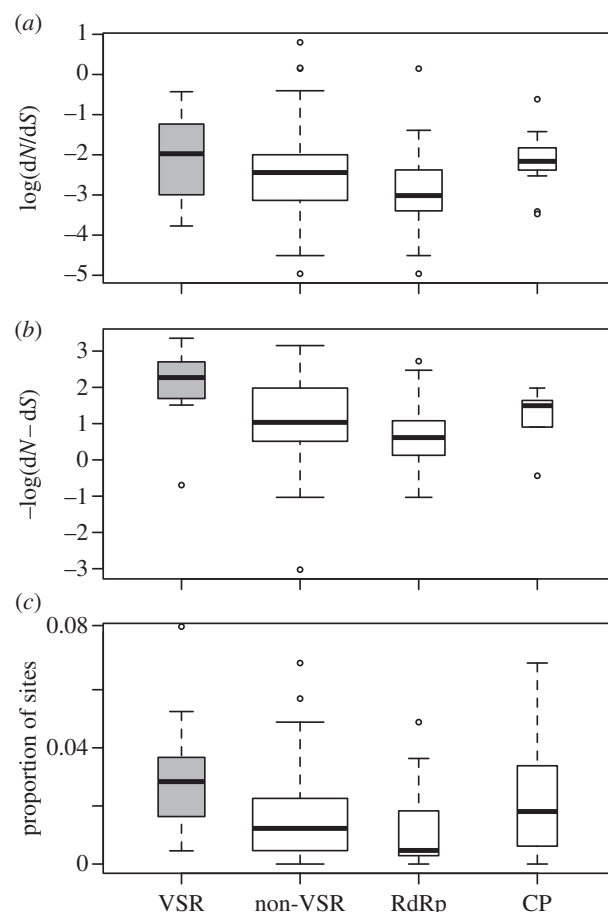 (a)
log(dN/dS)
1
0
−1
−2
−3
−4
−5
(b)
−log(dN−dS)
3
2
1
0
−1
−2
−3
(c)
proportion of sites
0.08
0.04
0
VSR non-VSR RdRp CP